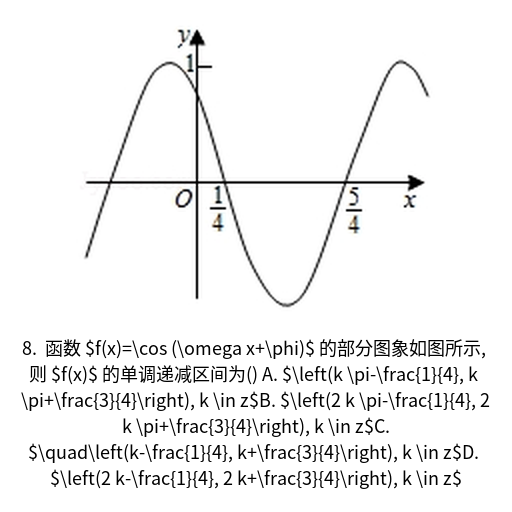 y
1
O
1
4
5
4
x
8.  函数 $f(x)=\cos (\omega x+\phi)$ 的部分图象如图所示,
则 $f(x)$ 的单调递减区间为() A. $\left(k \pi-\frac{1}{4}, k
\pi+\frac{3}{4}\right), k \in z$B. $\left(2 k \pi-\frac{1}{4}, 2
k \pi+\frac{3}{4}\right), k \in z$C.
$\quad\left(k-\frac{1}{4}, k+\frac{3}{4}\right), k \in z$D.
$\left(2 k-\frac{1}{4}, 2 k+\frac{3}{4}\right), k \in z$